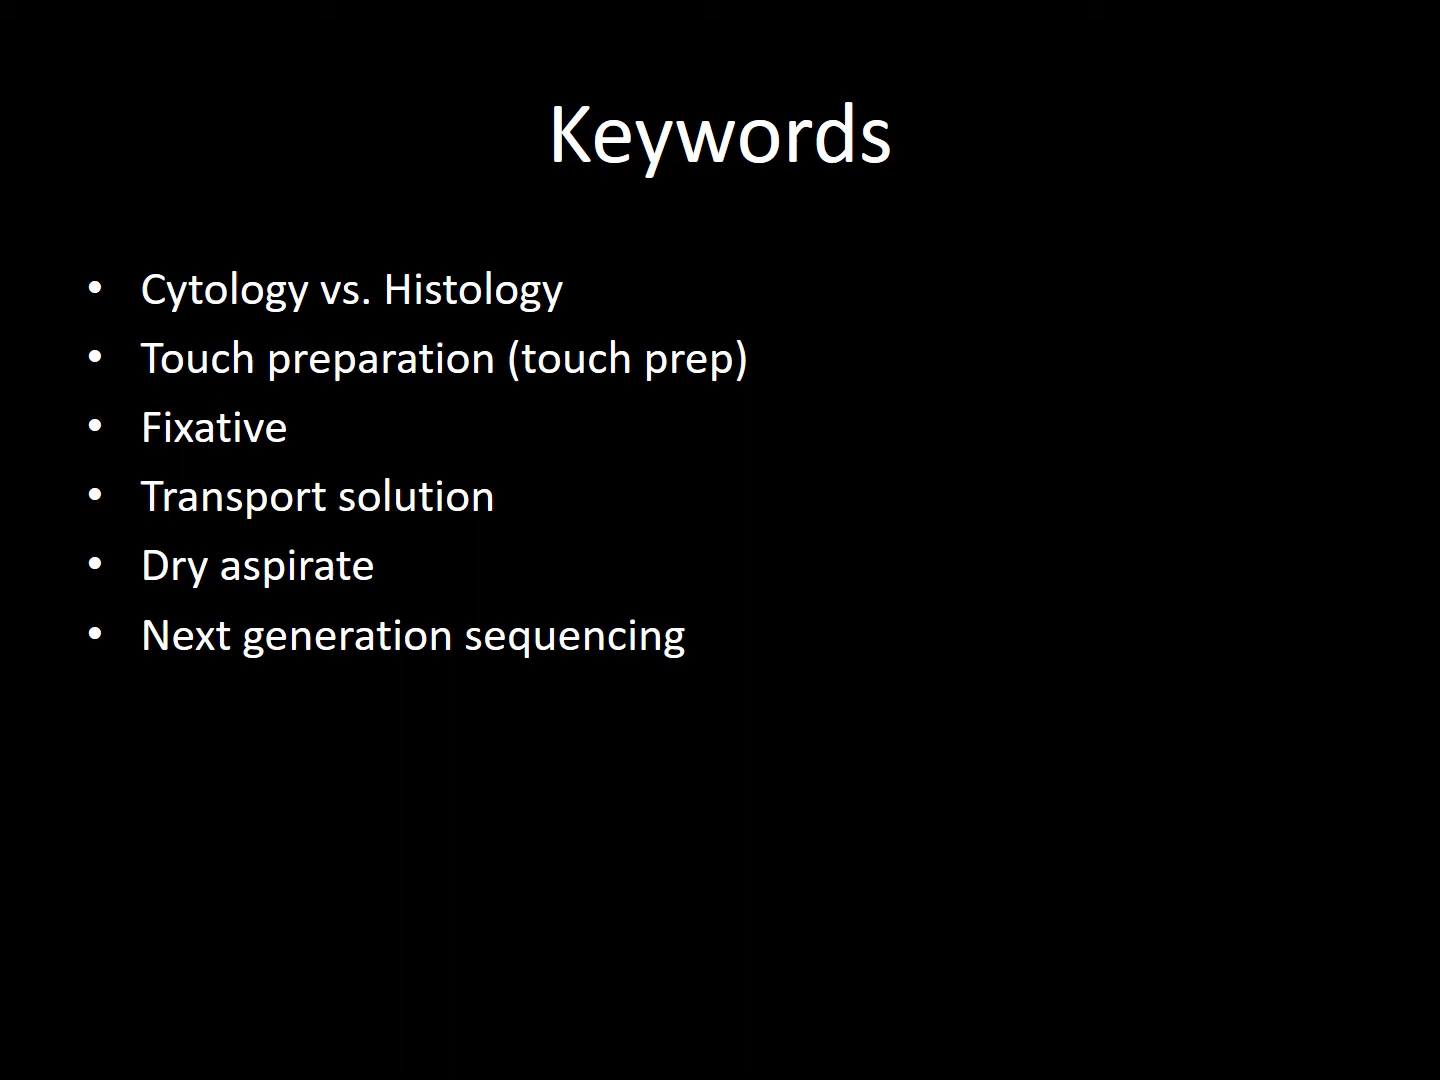 Keywords
• Cytology vs. Histology
• Touch preparation (touch prep)
• Fixative
• Transport solution
• Dry aspirate
• Next generation sequencing